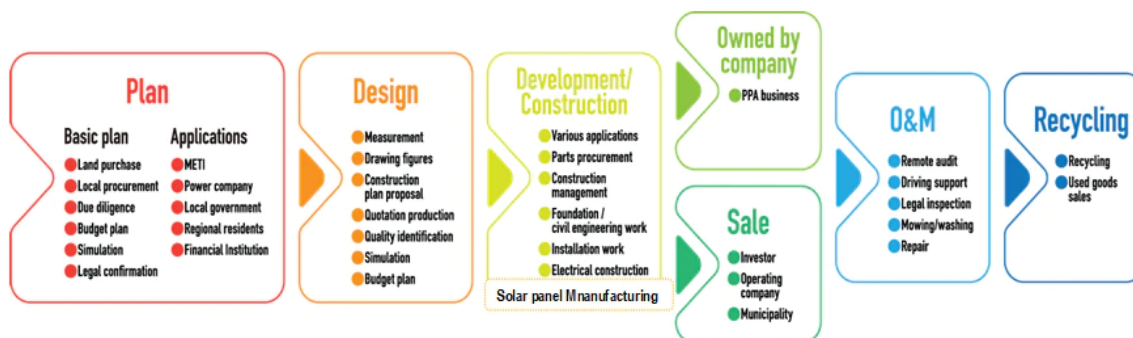 Plan
Basic plan
Land purchase
Local procurement
Due diligence
Budget plan
Simulation
Legal confirmation
Applications
METI
Power company
Local government
Regional residents
Financial Institution
Design
Measurement
Drawing figures
Construction
plan proposal
Quotation production
Quality identification
Simulation
Budget plan
Development/
Construction
Various applications
Parts procurement
Construction
management
Foundation /
civil engineering work
Installation work
Electrical construction
Solar panel Mnanufacturing
Owned by
company
PPA business
Sale
Investor
Operating
company
Municipality
O&M
Remote audit
Driving support
Legal inspection
Mowing/washing
Repair
Recycling
Recycling
Used goods
sales